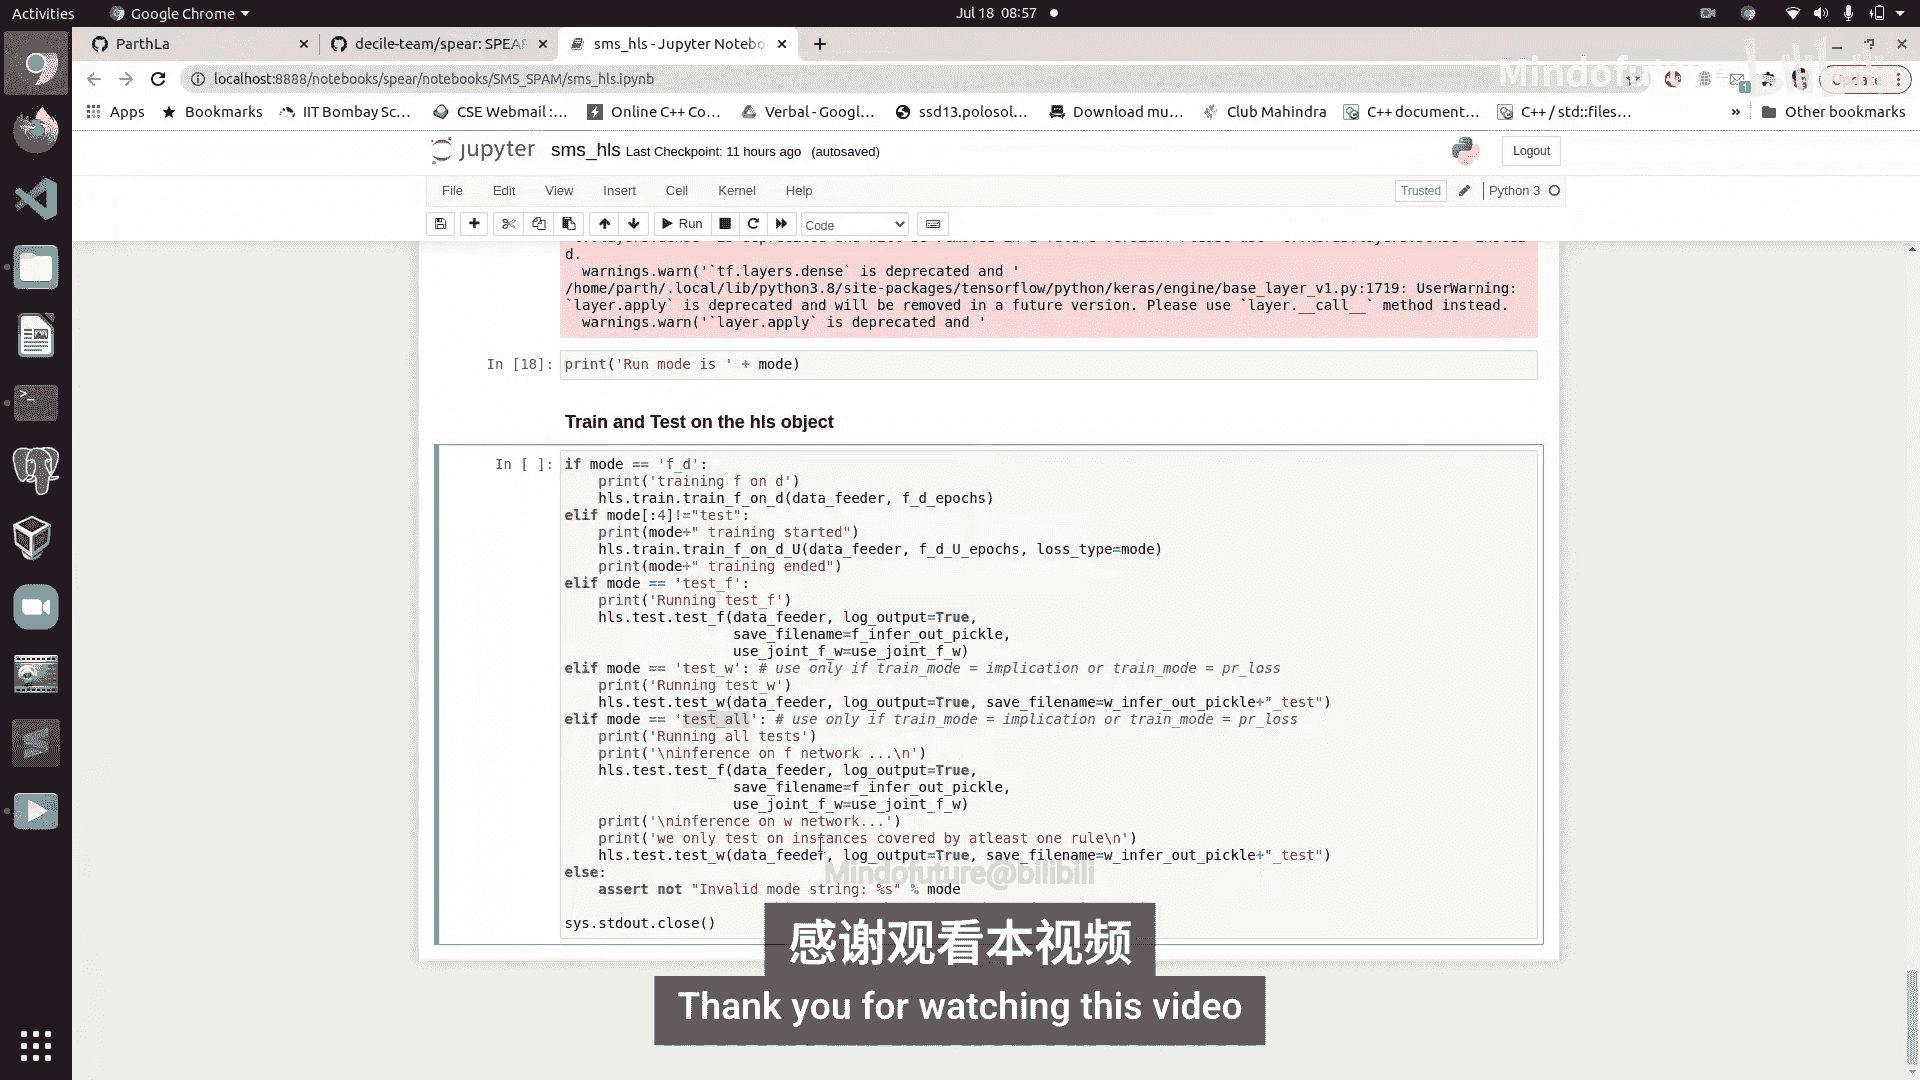 Activities
Google Chrome
Jul 18 08:57
ParthLa
decile-team/spear: SPEAR
sms_hls - Jupyter Notebo
localhost:8888/notebooks/spear/notebooks/SMS_SPAM/sms_hls.ipynb
Update
Apps
Bookmarks
IIT Bombay Sc...
CSE Webmail :...
Online C++ Co...
Verbal - Googl...
ssd13.polosol...
Download mu...
Club Mahindra
C++ document...
C++ / std::files...
»
Other bookmarks
jupyter
sms_hls Last Checkpoint: 11 hours ago (autosaved)
Logout
File
Edit
View
Insert
Cell
Kernel
Help
Trusted
Python 3
Run
Code
d.
warnings.warn('`tf.layers.dense` is deprecated and '
/home/parth/.local/lib/python3.8/site-packages/tensorflow/python/keras/engine/base_layer_v1.py:1719: UserWarning:
`layer.apply` is deprecated and will be removed in a future version. Please use `layer.__call__` method instead.
warnings.warn('`layer.apply` is deprecated and '
In [18]: print('Run mode is ' + mode)
Train and Test on the hls object
In [ ]: if mode == 'f_d':
print('training f on d')
hls.train.train_f_on_d(data_feeder, f_d_epochs)
elif mode[:4]!="test":
print(mode+" training started")
hls.train.train_f_on_d_U(data_feeder, f_d_U_epochs, loss_type=mode)
print(mode+" training ended")
elif mode == 'test_f':
print('Running test_f')
hls.test.test_f(data_feeder, log_output=True,
save_filename=f_infer_out_pickle,
use_joint_f_w=use_joint_f_w)
elif mode == 'test_w': # use only if train_mode = implication or train_mode = pr_loss
print('Running test_w')
hls.test.test_w(data_feeder, log_output=True, save_filename=w_infer_out_pickle+"_test")
elif mode == 'test_all': # use only if train_mode = implication or train_mode = pr_loss
print('Running all tests')
print('\ninference on f network ...\n')
hls.test.test_f(data_feeder, log_output=True,
save_filename=f_infer_out_pickle,
use_joint_f_w=use_joint_f_w)
print('\ninference on w network...')
print('we only test on instances covered by atleast one rule\n')
hls.test.test_w(data_feeder, log_output=True, save_filename=w_infer_out_pickle+"_test")
else:
assert not "Invalid mode string: %s" % mode
sys.stdout.close()
Mindofuture@bilibili
感谢观看本视频
Thank you for watching this video